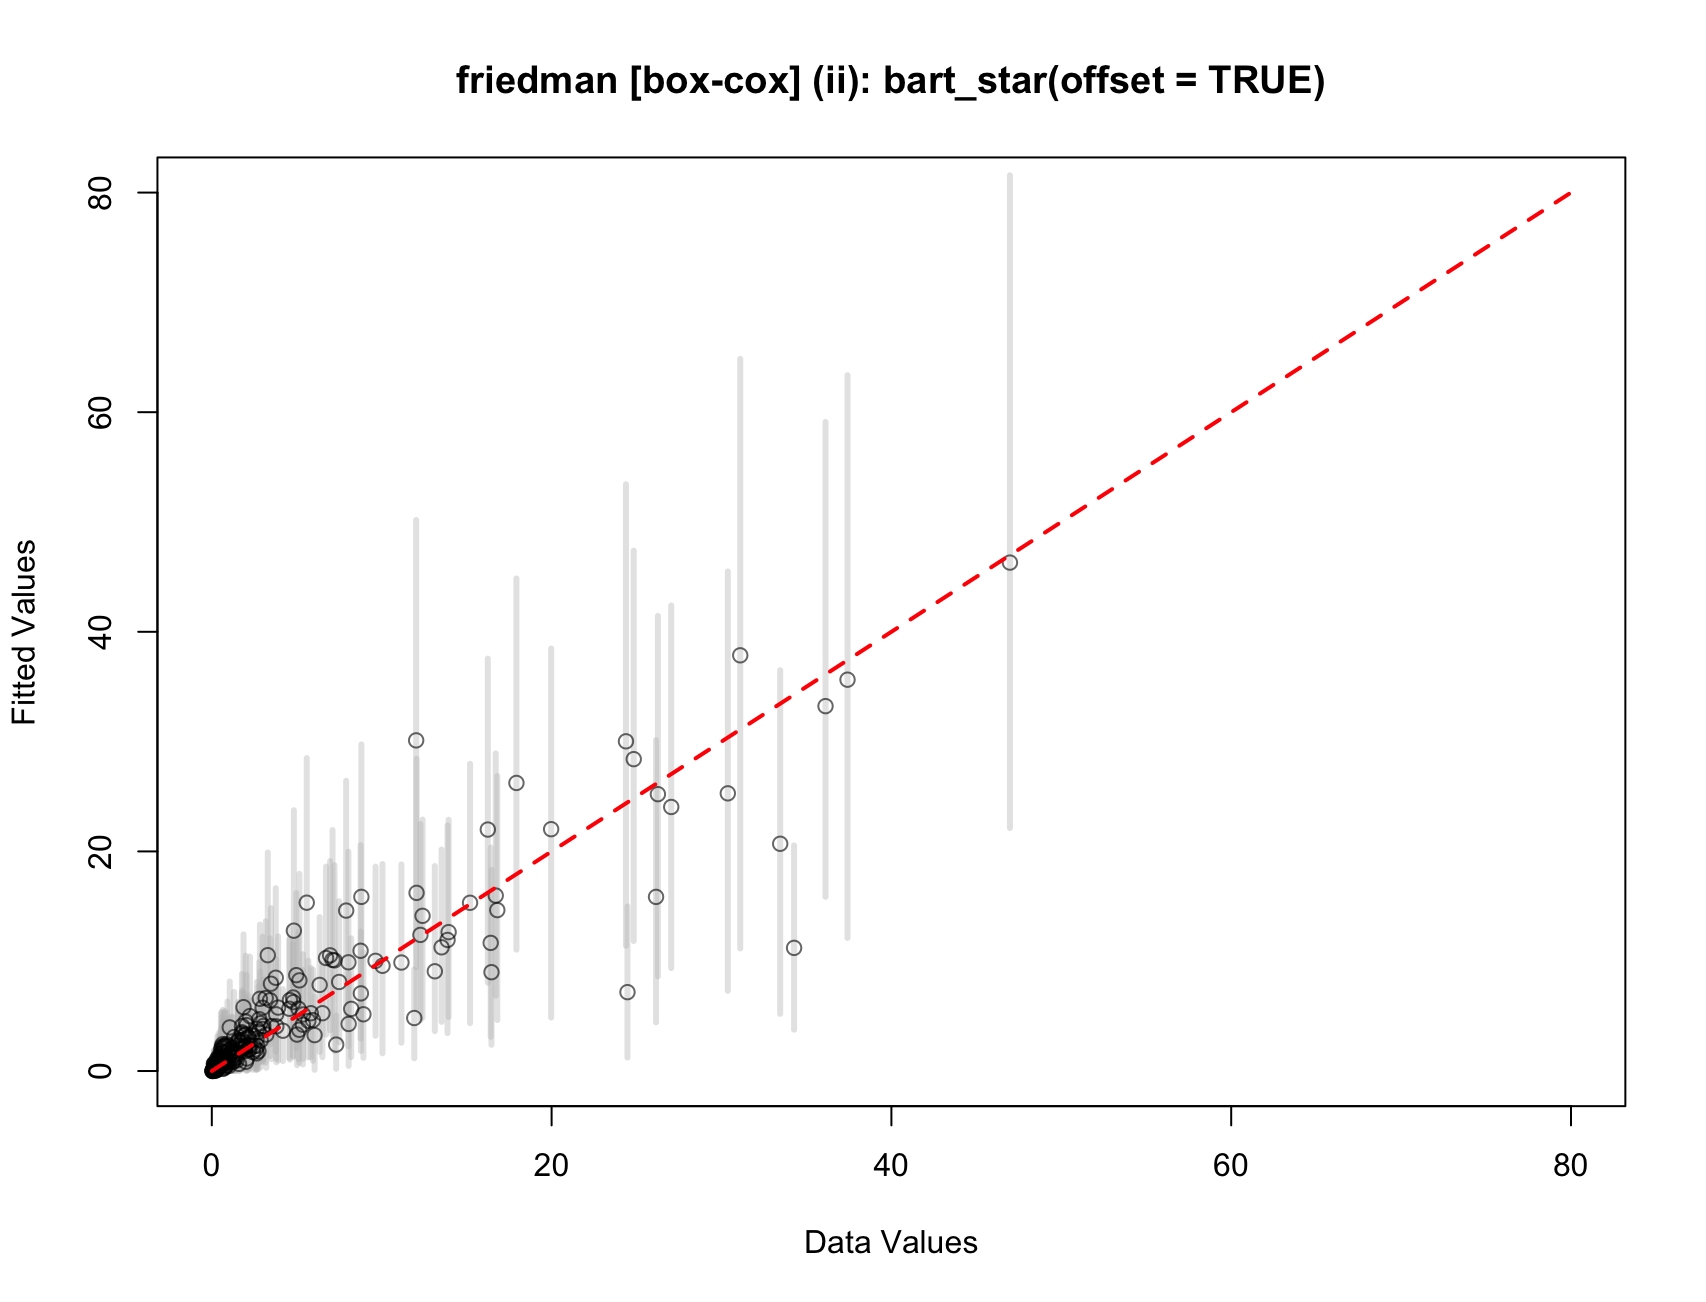 friedman [box-cox] (ii): bart_star(offset = TRUE)
80
60
40
20
0
Fitted Values
0 20 40 60 80
Data Values